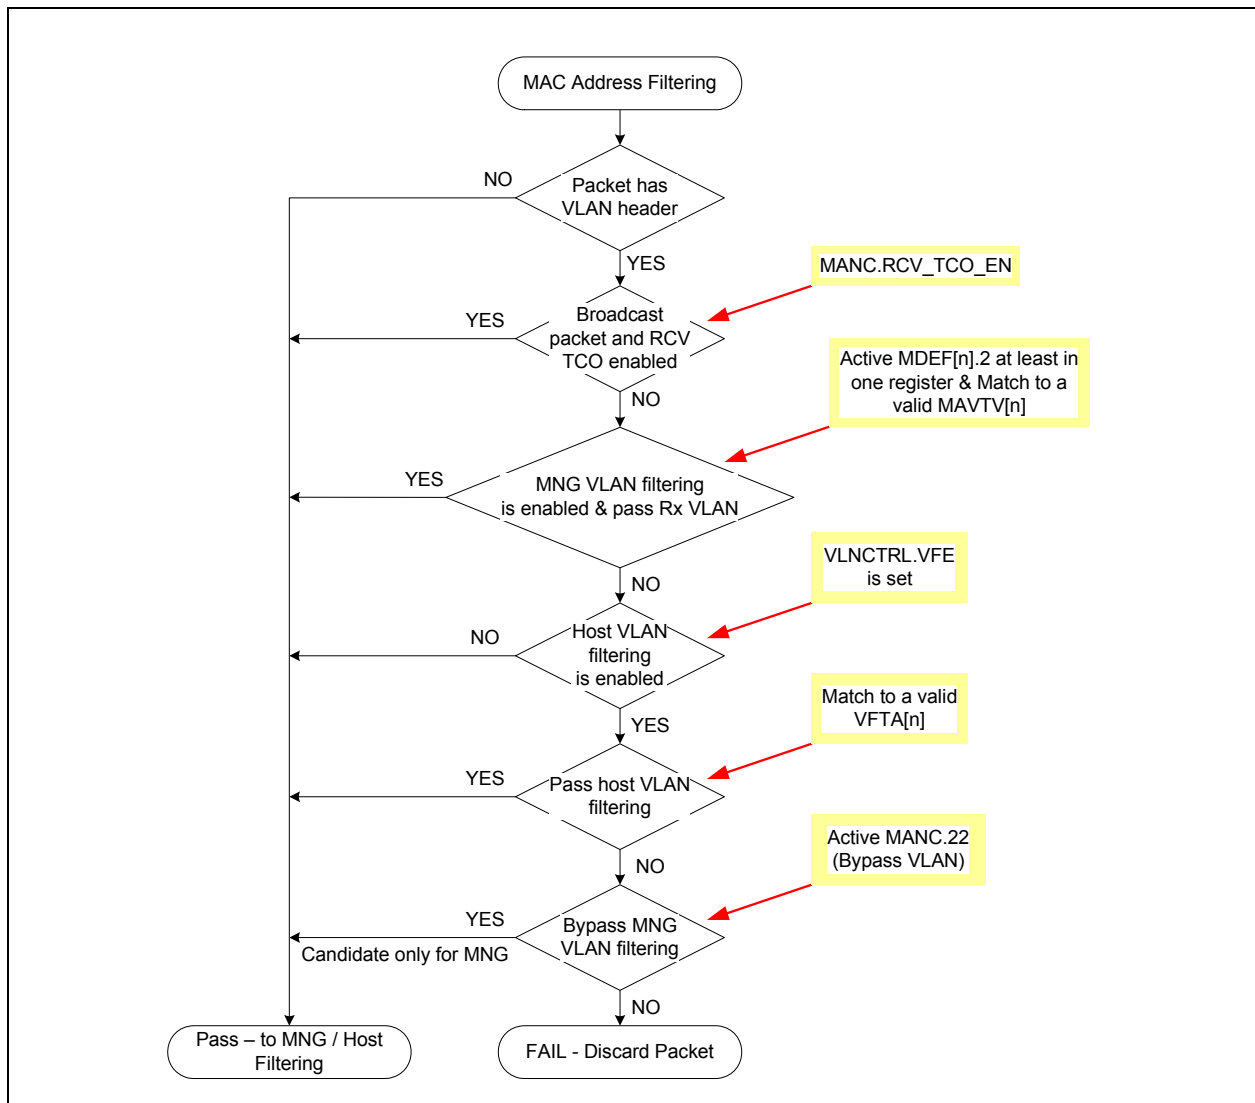 MAC Address Filtering
NO
Packet has
VLAN header
YES
MANC.RCV_TCO_EN
YES
Broadcast
packet and RCV
TCO enabled
NO
Active MDEF[n].2 at least in
one register & Match to a
valid MAVTV[n]
YES
MNG VLAN filtering
is enabled & pass Rx VLAN
NO
VLNCTRL.VFE
is set
NO
Host VLAN
filtering
is enabled
YES
Match to a valid
VFTA[n]
YES
Pass host VLAN
filtering
NO
Active MANC.22
(Bypass VLAN)
YES
Bypass MNG
VLAN filtering
Candidate only for MNG
NO
Pass – to MNG / Host
Filtering
FAIL - Discard Packet